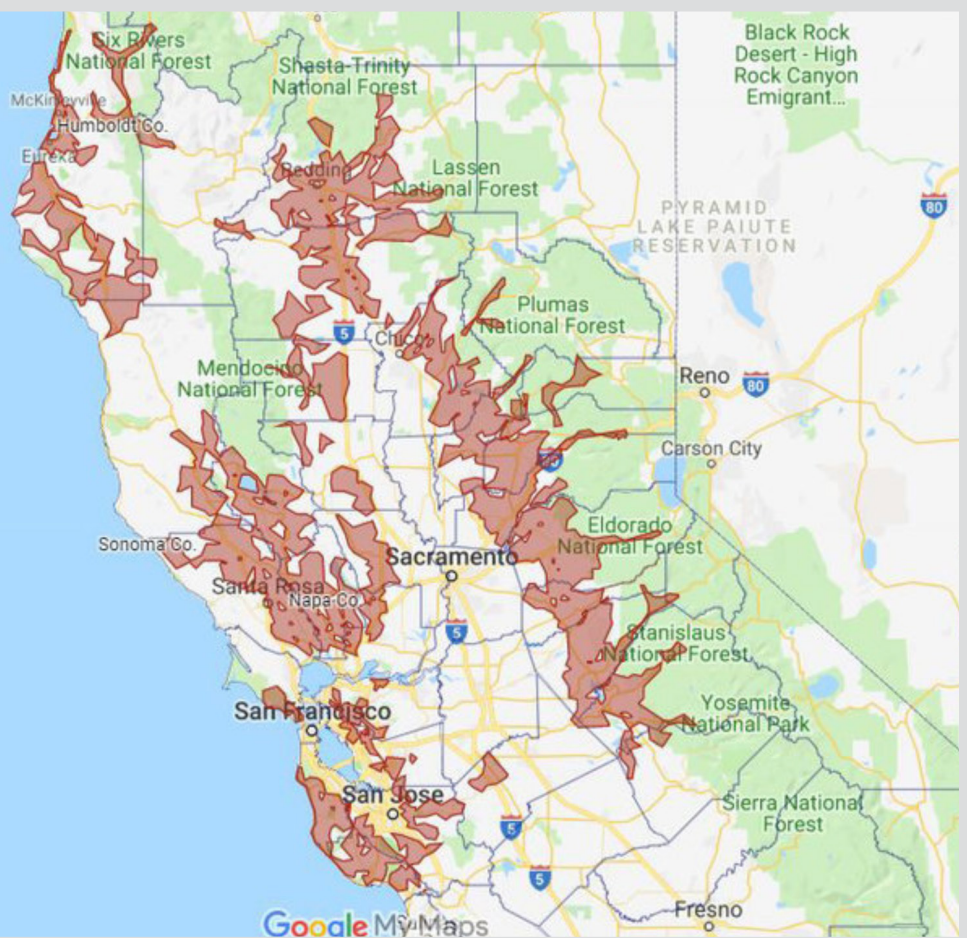 Six Rivers
National Forest
Black Rock
Desert - High
Rock Canyon
Emigrant...
Shasta-Trinity
National Forest
McKinleyville
Humboldt Co.
Eureka
Redding
Lassen
National Forest
80
PYRAMID
LAKE PAIUTE
RESERVATION
Plumas
National Forest
5
Chico
Mendocino
National Forest
Reno
80
Carson City
80
Sonoma Co.
Eldorado
National Forest
Sacramento
Santa Rosa
Napa Co.
5
Stanislaus
National Forest
San Francisco
Yosemite
National Park
San Jose
Sierra National
Forest
5
5
Fresno
Google My Maps